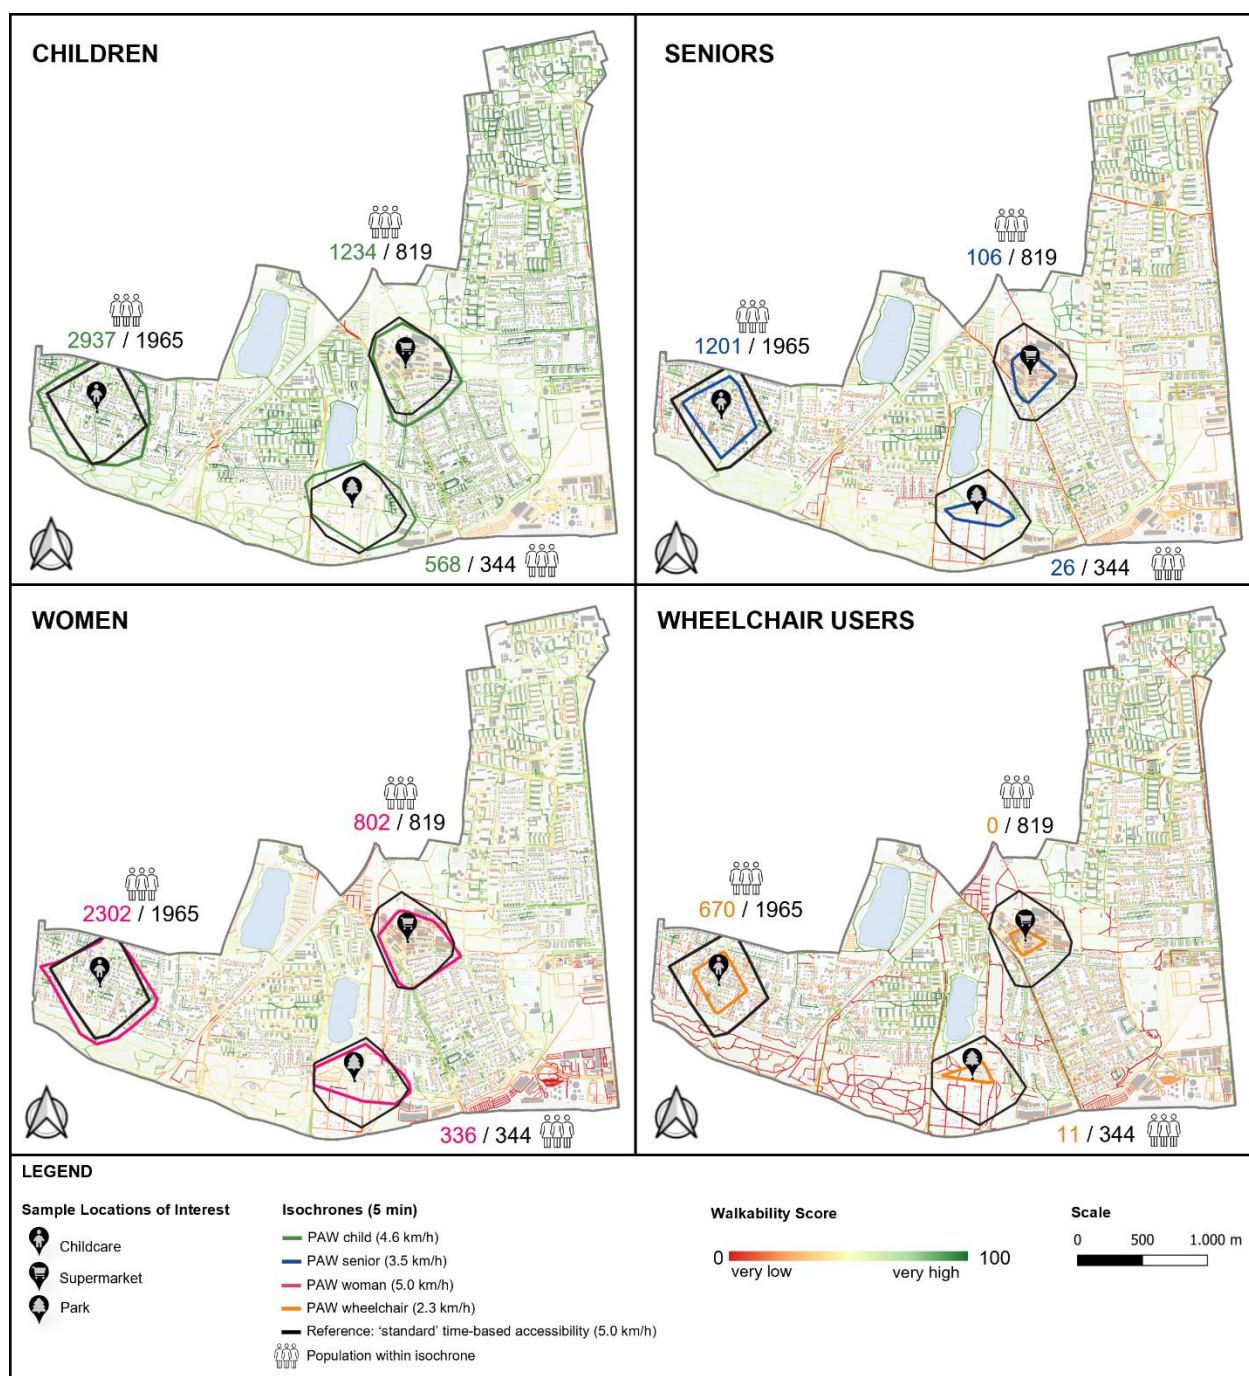 CHILDREN
1234 / 819
2937 / 1965
568 / 344
SENIORS
106 / 819
1201 / 1965
26 / 344
WOMEN
802 / 819
2302 / 1965
336 / 344
WHEELCHAIR USERS
0 / 819
670 / 1965
11 / 344
LEGEND
Sample Locations of Interest
Childcare
Supermarket
Park
Isochrones (5 min)
PAW child (4.6 km/h)
PAW senior (3.5 km/h)
PAW woman (5.0 km/h)
PAW wheelchair (2.3 km/h)
Reference: ‘standard’ time-based accessibility (5.0 km/h)
Population within isochrone
Walkability Score
0 100
very low very high
Scale
0 500 1.000 m